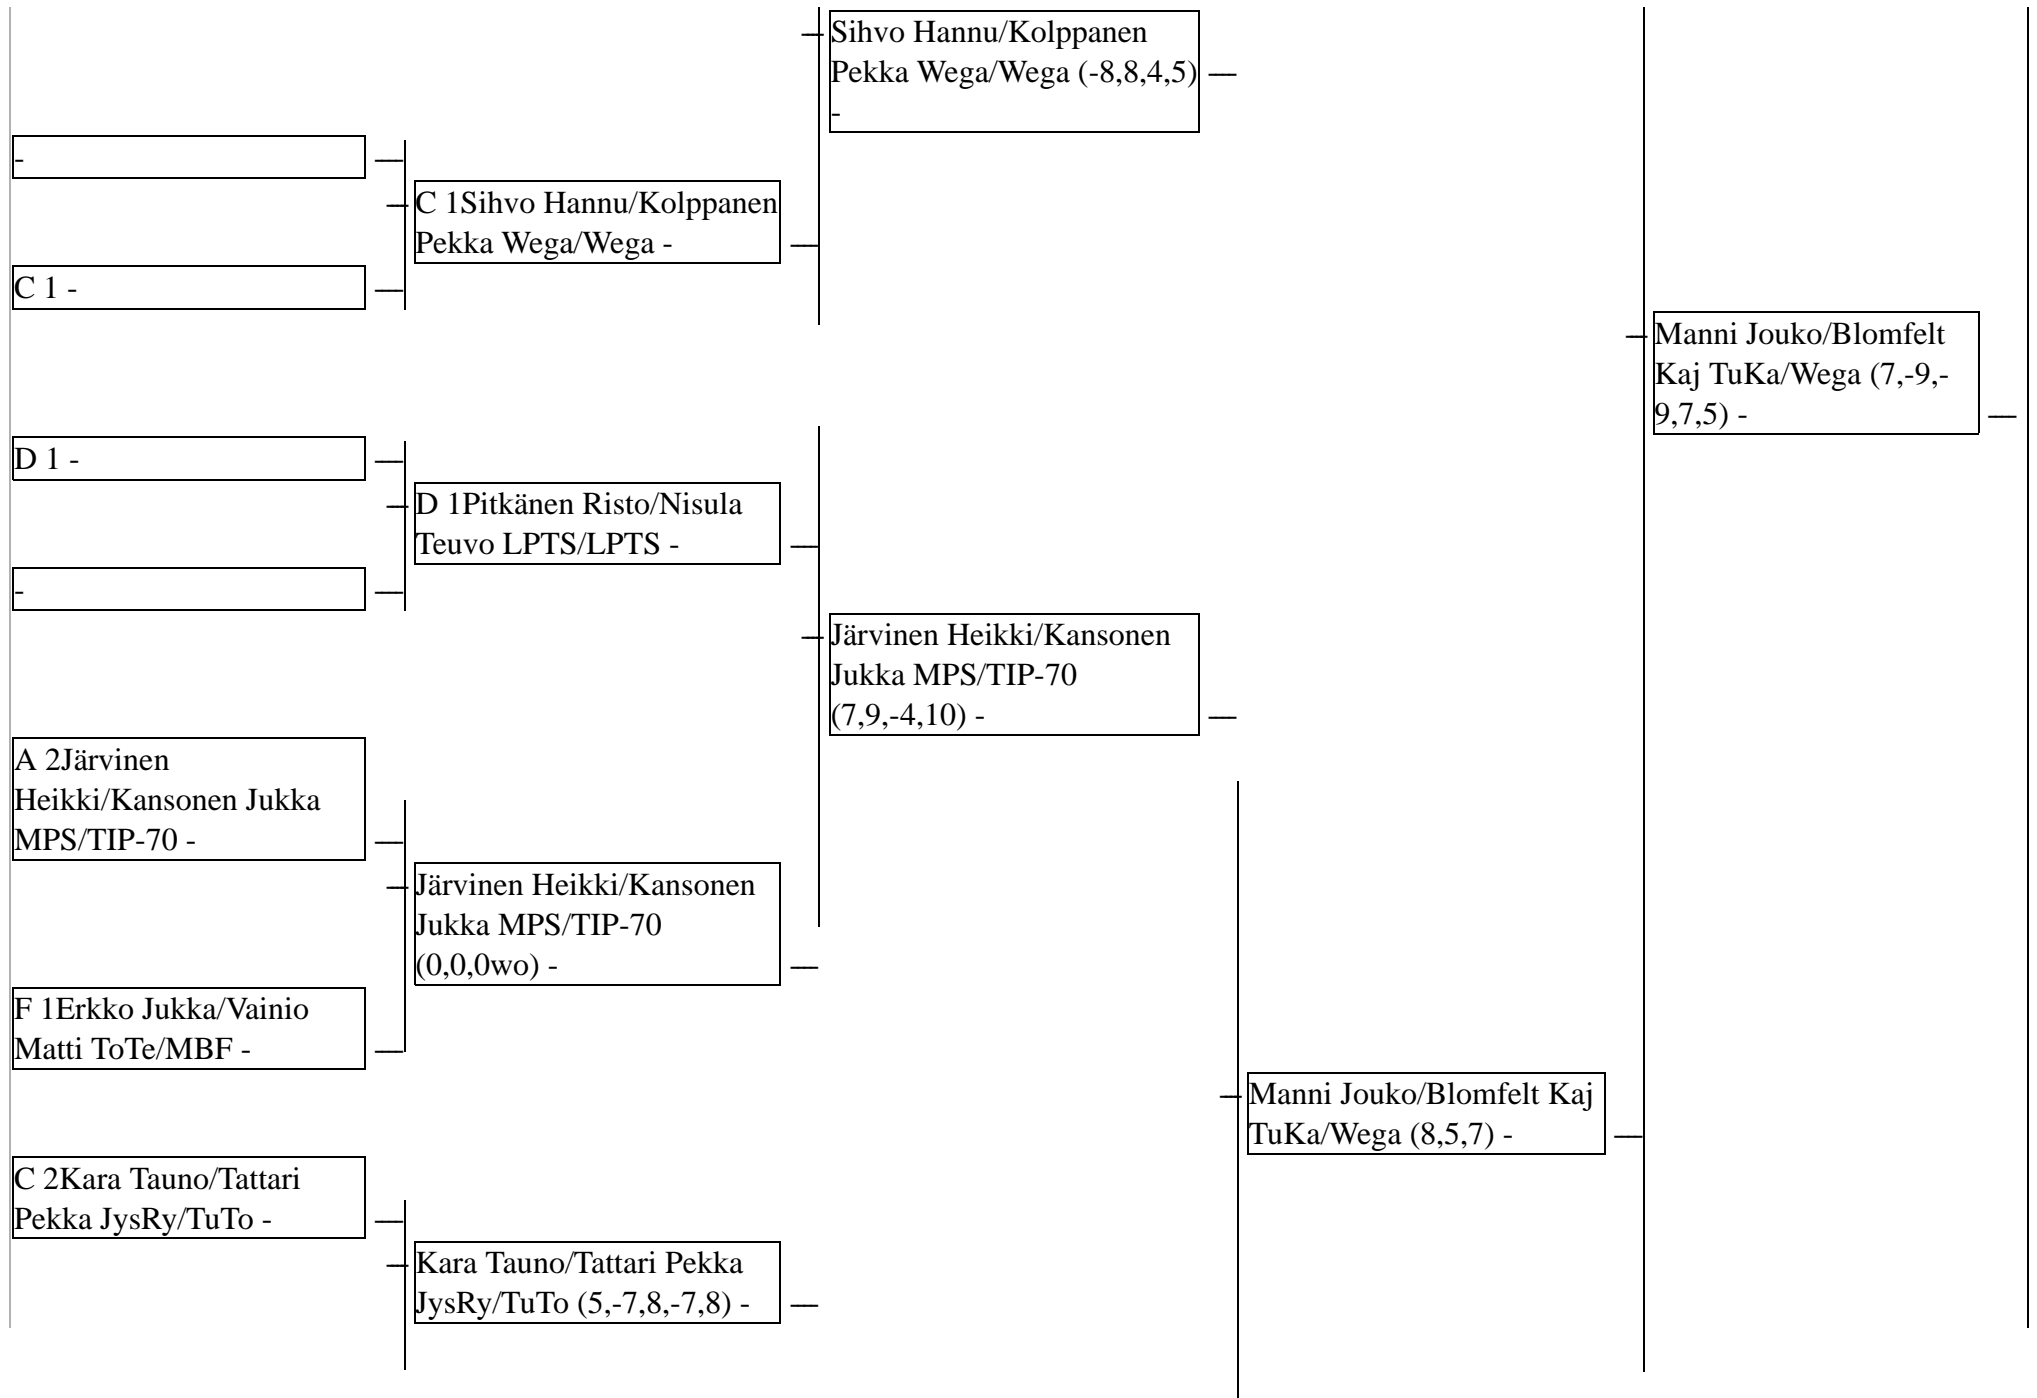 Sihvo Hannu/Kolppanen
Pekka Wega/Wega (-8,8,4,5)
-
-
C 1Sihvo Hannu/Kolppanen
Pekka Wega/Wega -
C 1 -
Manni Jouko/Blomfelt
Kaj TuKa/Wega (7,-9,-
9,7,5) -
D 1 -
D 1Pitkänen Risto/Nisula
Teuvo LPTS/LPTS -
-
Järvinen Heikki/Kansonen
Jukka MPS/TIP-70
(7,9,-4,10) -
A 2Järvinen
Heikki/Kansonen Jukka
MPS/TIP-70 -
Järvinen Heikki/Kansonen
Jukka MPS/TIP-70
(0,0,0wo) -
F 1Erkko Jukka/Vainio
Matti ToTe/MBF -
Manni Jouko/Blomfelt Kaj
TuKa/Wega (8,5,7) -
C 2Kara Tauno/Tattari
Pekka JysRy/TuTo -
Kara Tauno/Tattari Pekka
JysRy/TuTo (5,-7,8,-7,8) -